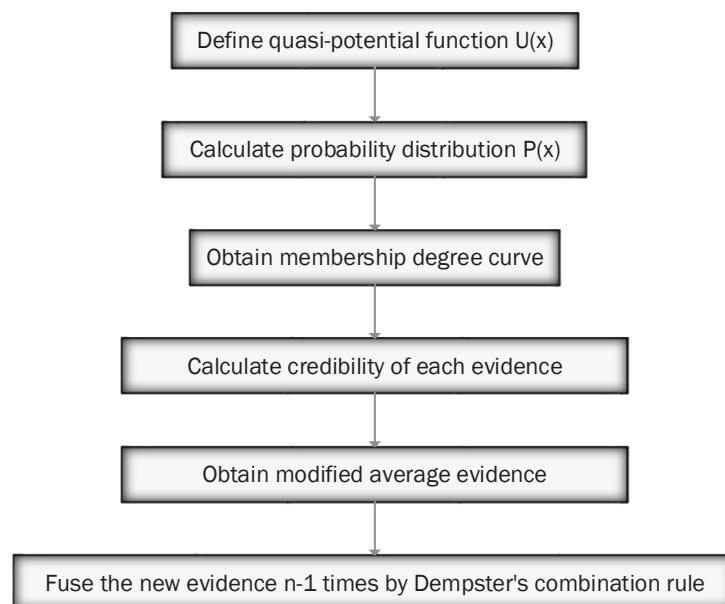 Define quasi-potential function U(x)
Calculate probability distribution P(x)
Obtain membership degree curve
Calculate credibility of each evidence
Obtain modified average evidence
Fuse the new evidence n-1 times by Dempster's combination rule